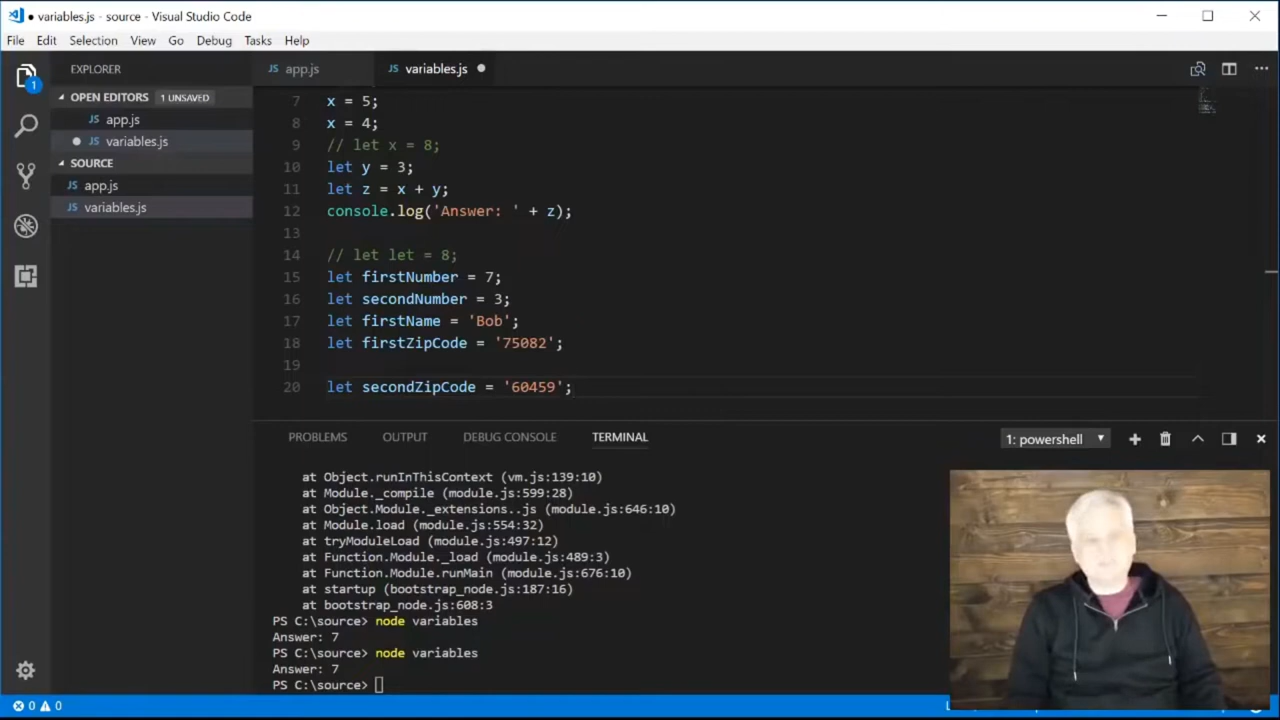 variables.js - source - Visual Studio Code
File Edit Selection View Go Debug Tasks Help
EXPLORER
OPEN EDITORS 1 UNSAVED
JS app.js
JS variables.js
SOURCE
JS app.js
JS variables.js
1
JS app.js JS variables.js
7 x = 5;
8 x = 4;
9 // let x = 8;
10 let y = 3;
11 let z = x + y;
12 console.log('Answer: ' + z);
13
14 // let let = 8;
15 let firstNumber = 7;
16 let secondNumber = 3;
17 let firstName = 'Bob';
18 let firstZipCode = '75082';
19
20 let secondZipCode = '60459';
PROBLEMS OUTPUT DEBUG CONSOLE TERMINAL 1: powershell
at Object.runInThisContext (vm.js:139:10)
at Module._compile (module.js:599:28)
at Object.Module._extensions..js (module.js:646:10)
at Module.load (module.js:554:32)
at tryModuleLoad (module.js:497:12)
at Function.Module._load (module.js:489:3)
at Function.Module.runMain (module.js:676:10)
at startup (bootstrap_node.js:187:16)
at bootstrap_node.js:608:3
PS C:\source> node variables
Answer: 7
PS C:\source> node variables
Answer: 7
PS C:\source>
0 0